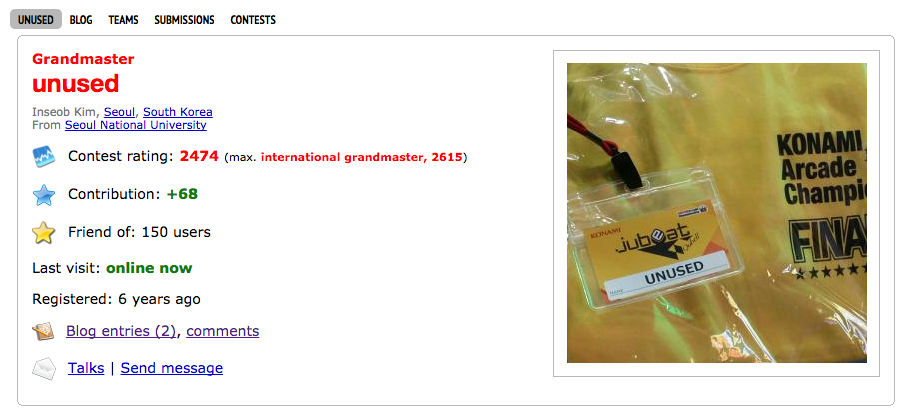 UNUSED BLOG TEAMS SUBMISSIONS CONTESTS
Grandmaster
unused
Inseob Kim, Seoul, South Korea
From Seoul National University
Contest rating: 2474 (max. international grandmaster, 2615)
Contribution: +68
Friend of: 150 users
Last visit: online now
Registered: 6 years ago
Blog entries (2), comments
Talks | Send message
KONAMI
Arcade
Champi
FINA
KONAMI
jubeat
UNUSED
NAME